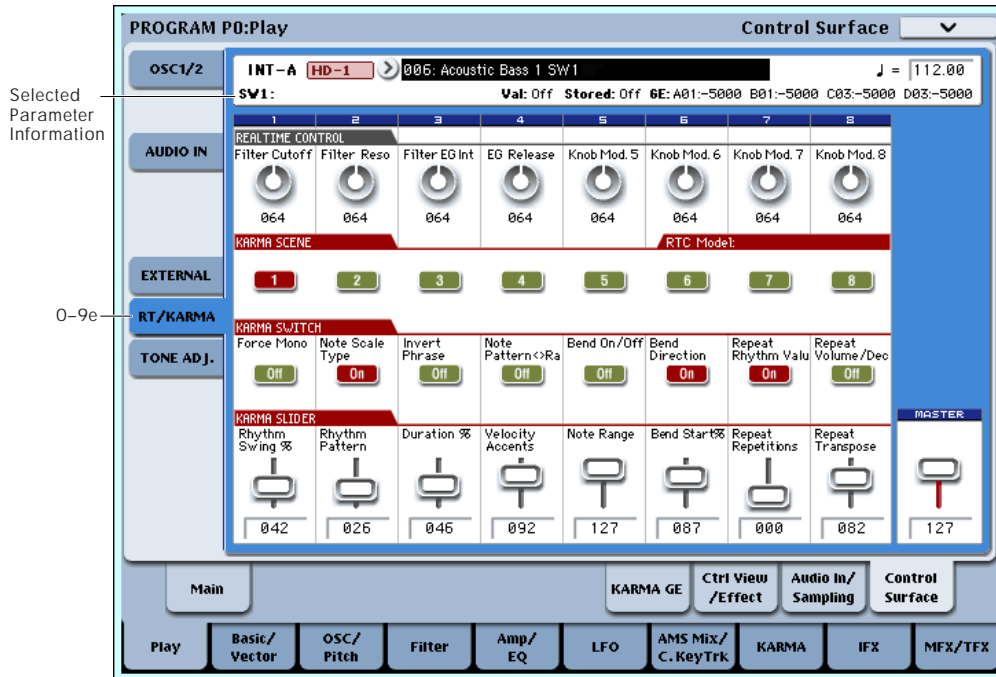 PROGRAM P0:Play Control Surface
OSC1/2
INT-A HD-1 006: Acoustic Bass 1 SW1 ♩ = 112.00
Selected
Parameter
Information
SW1: Val: Off Stored: Off GE: A01:-5000 B01:-5000 C03:-5000 D03:-5000
1 2 3 4 5 6 7 8
REALTIME CONTROL
AUDIO IN
Filter Cutoff Filter Reso Filter EG Int EG Release Knob Mod. 5 Knob Mod. 6 Knob Mod. 7 Knob Mod. 8
064 064 064 064 064 064 064 064
KARMA SCENE RTC Model:
EXTERNAL
1 2 3 4 5 6 7 8
0–9e
RT/KARMA
KARMA SWITCH
TONE ADJ.
Force Mono Note Scale Invert Note Bend On/Off Bend Repeat Repeat
Type Phrase Pattern<>Ra Direction Rhythm Valu Volume/Dec
Off On Off Off Off On On Off
KARMA SLIDER MASTER
Rhythm Rhythm Duration % Velocity Note Range Bend Start% Repeat Repeat
Swing % Pattern Accents Repetitions Transpose
042 026 046 092 127 087 000 082 127
Main KARMA GE Ctrl View Audio In/ Control
/Effect Sampling Surface
Play Basic/ OSC/ Filter Amp/ LFO AMS Mix/ KARMA IFX MFX/TFX
Vector Pitch EQ C.KeyTrk